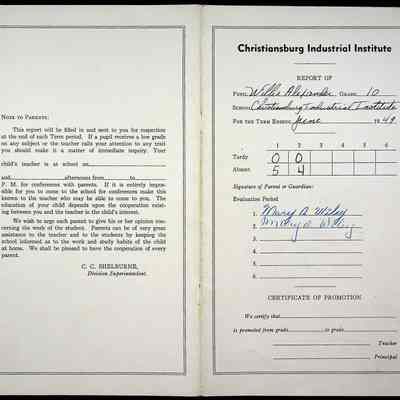 NOTE TO PARENTS:
This report will be filled in and sent to you for inspection
at the end of each Term period. If a pupil receives a low grade
on any subject or the teacher calls your attention to any trait
you should make it a matter of immediate inquiry. Your
child's teacher is at school on
and afternoons from to
P. M. for conferences with parents. If it is entirely impos-
sible for you to come to the school for conferences make this
known to the teacher who may be able to come to you. The
education of your child depends upon the cooperation exist-
ing between you and the teacher in the child's interest.
We wish to urge each parent to give his or her opinion con-
cerning the work of the student. Parents can be of very great
assistance to the teacher and to the students by keeping the
school informed as to the work and study habits of the child
at home. We shall be pleased to have the cooperation of every
parent.
C. C. SHELBURNE,
Division Superintendent.
Christiansburg Industrial Institute
REPORT OF
PUPIL Willie Alexander GRADE 10
SCHOOL Christiansburg Industrial Institute
FOR THE TERM ENDING June 1949
1 2 3 4 5 6
Tardy 0 0
Absent 5 4
Signature of Parent or Guardian:
Evaluation Period
1. Mary A Wiley
2. Mary A Wiley
3.
4.
5.
6.
CERTIFICATE OF PROMOTION
We certify that
is promoted from grade to grade
Teacher
Principal